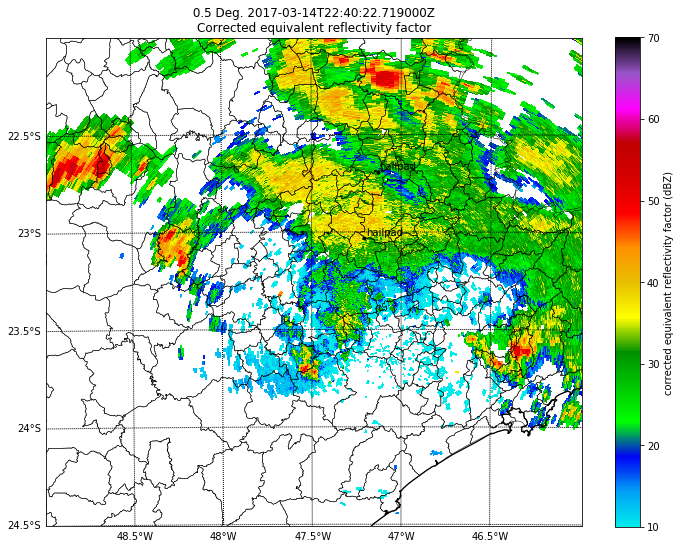 0.5 Deg. 2017-03-14T22:40:22.719000Z
Corrected equivalent reflectivity factor
22.5°S
23°S
23.5°S
24°S
24.5°S
48.5°W
48°W
47.5°W
47°W
46.5°W
hailpad
hailpad
70
60
50
40
30
20
10
corrected equivalent reflectivity factor (dBZ)